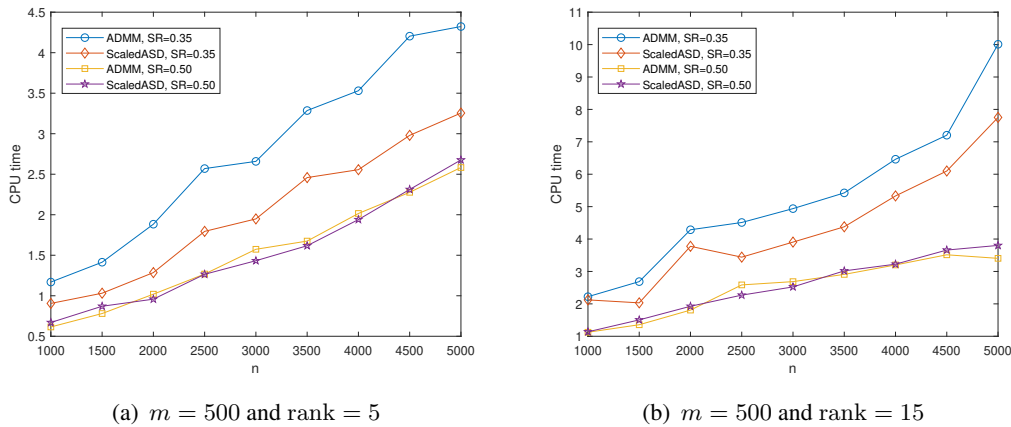 4.5
4
3.5
3
2.5
2
1.5
1
0.5
CPU time
ADMM, SR=0.35
ScaledASD, SR=0.35
ADMM, SR=0.50
ScaledASD, SR=0.50
1000 1500 2000 2500 3000 3500 4000 4500 5000
n
(a) m = 500 and rank = 5
11
10
9
8
7
6
5
4
3
2
1
CPU time
ADMM, SR=0.35
ScaledASD, SR=0.35
ADMM, SR=0.50
ScaledASD, SR=0.50
1000 1500 2000 2500 3000 3500 4000 4500 5000
n
(b) m = 500 and rank = 15